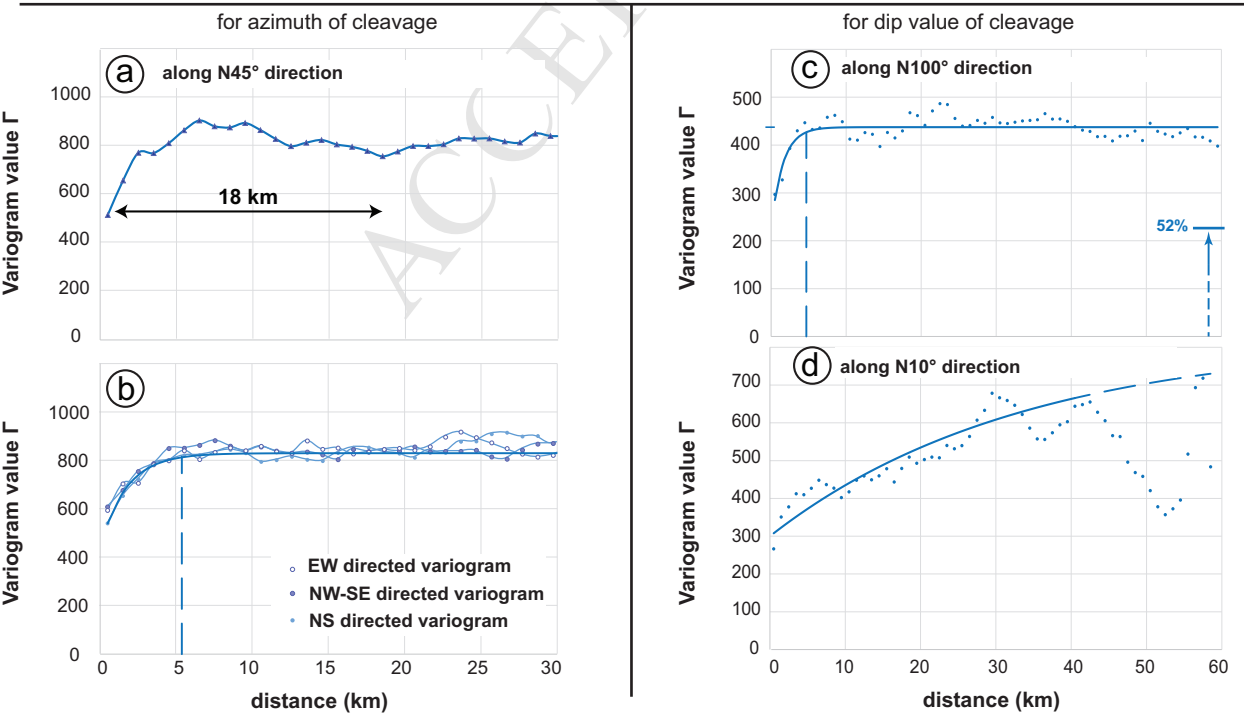 for azimuth of cleavage
for dip value of cleavage
a along N45° direction
1000
800
600
400
200
0
Variogram value Γ
18 km
b
1000
800
600
400
800
200
0
Variogram value Γ
EW directed variogram
NW-SE directed variogram
NS directed variogram
0 5 10 15 20 25 30
distance (km)
c along N100° direction
500
400
300
200
100
0
Variogram value Γ
52%
d along N10° direction
700
600
500
400
300
200
100
0
Variogram value Γ
0 10 20 30 40 50 60
distance (km)
ACCE